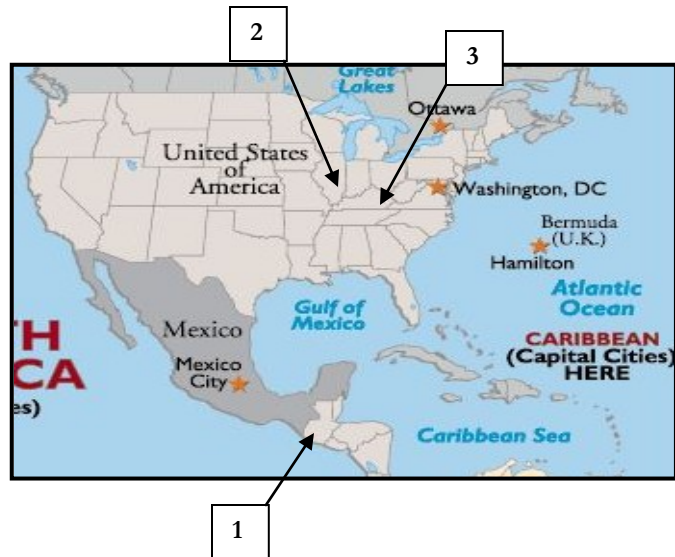 2
3
Great
Lakes
Ottawa
United States
of
America
Washington, DC
Bermuda
(U.K.)
Hamilton
Atlantic
Ocean
Gulf of
Mexico
Mexico
Mexico
City
TH
CA
es)
CARIBBEAN
(Capital Cities)
HERE
Caribbean Sea
1